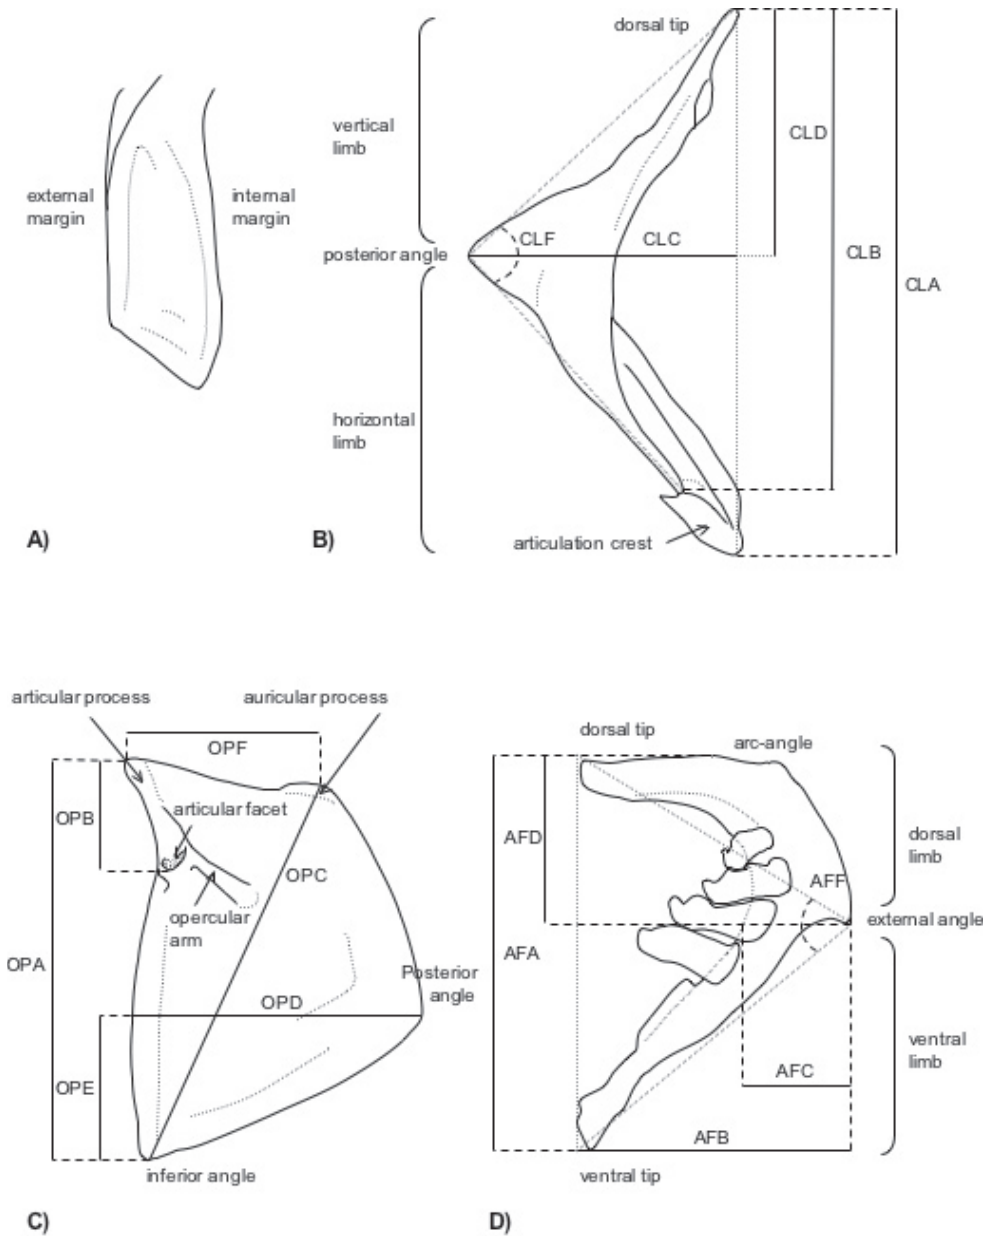 external
margin
internal
margin
A)
dorsal tip
vertical
limb
posterior angle
horizontal
limb
CLF
CLC
CLD
CLB
CLA
articulation crest
B)
articular process
auricular process
OPF
OPB
articular facet
OPC
opercular
arm
OPA
Posterior
angle
OPD
OPE
inferior angle
C)
dorsal tip
arc-angle
AFD
dorsal
limb
AFF
external angle
AFA
ventral
limb
AFC
AFB
ventral tip
D)